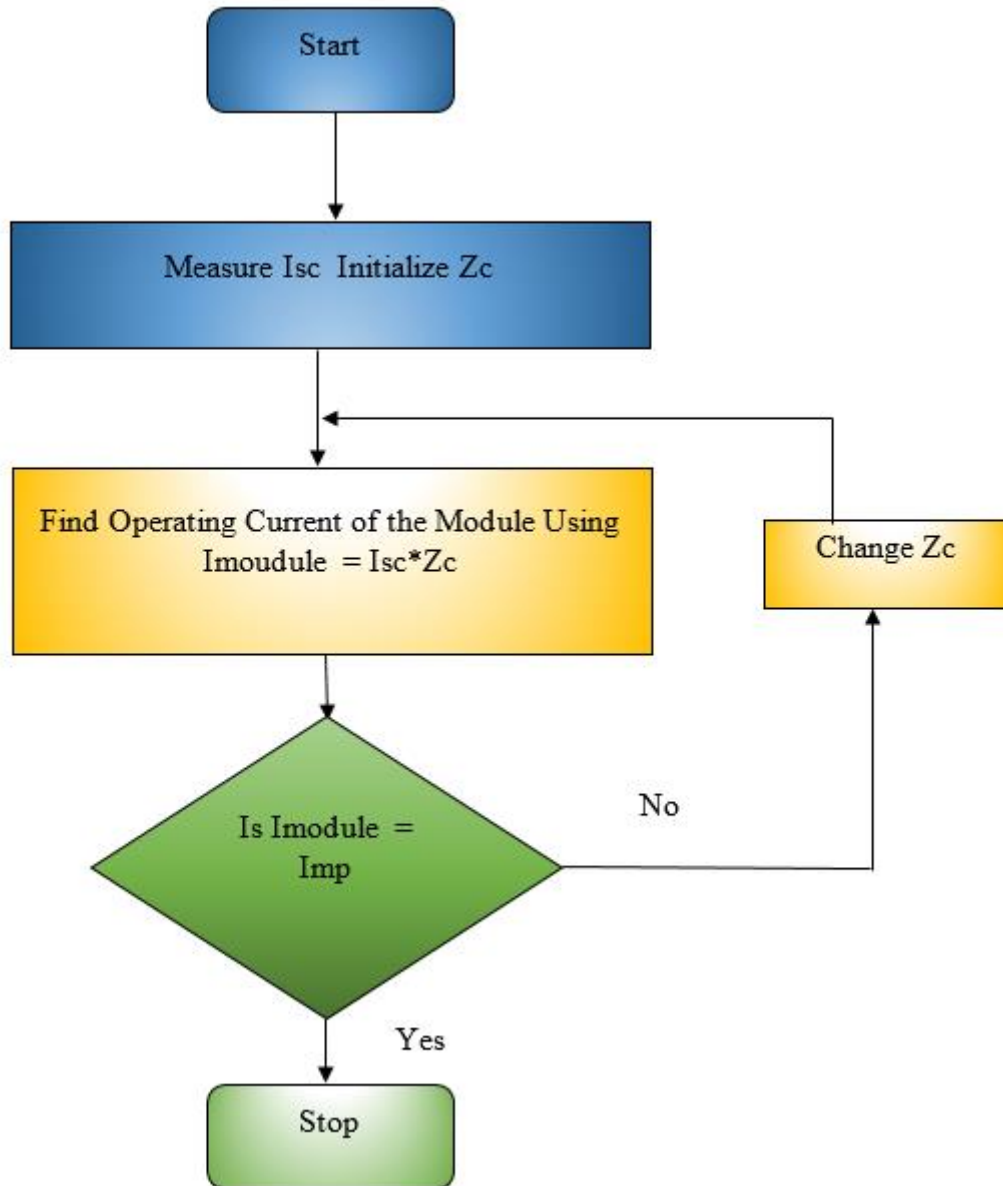 Start
Measure Isc Initialize Zc
Find Operating Current of the Module Using
Imoudule = Isc*Zc
Change Zc
Is Imodule =
Imp
No
Yes
Stop